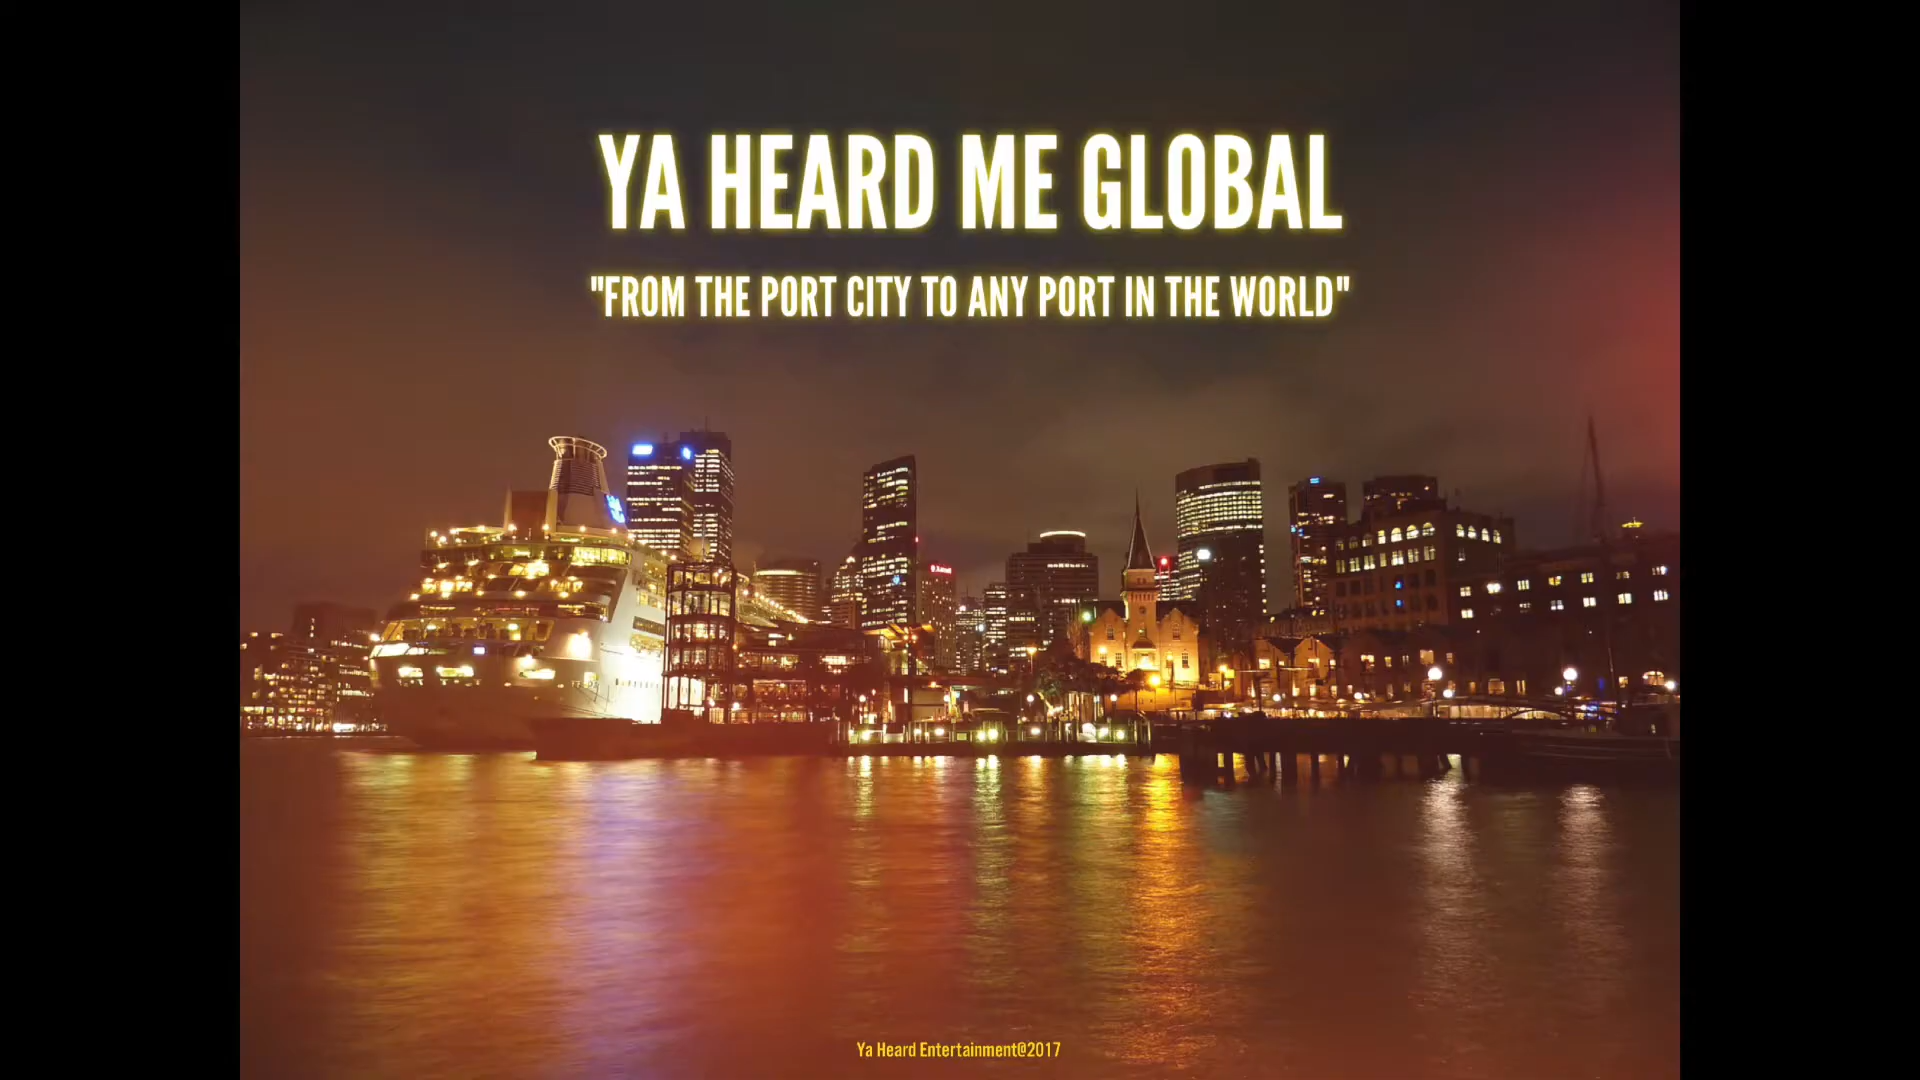 YA HEARD ME GLOBAL
"FROM THE PORT CITY TO ANY PORT IN THE WORLD"
Ya Heard Entertainment@2017